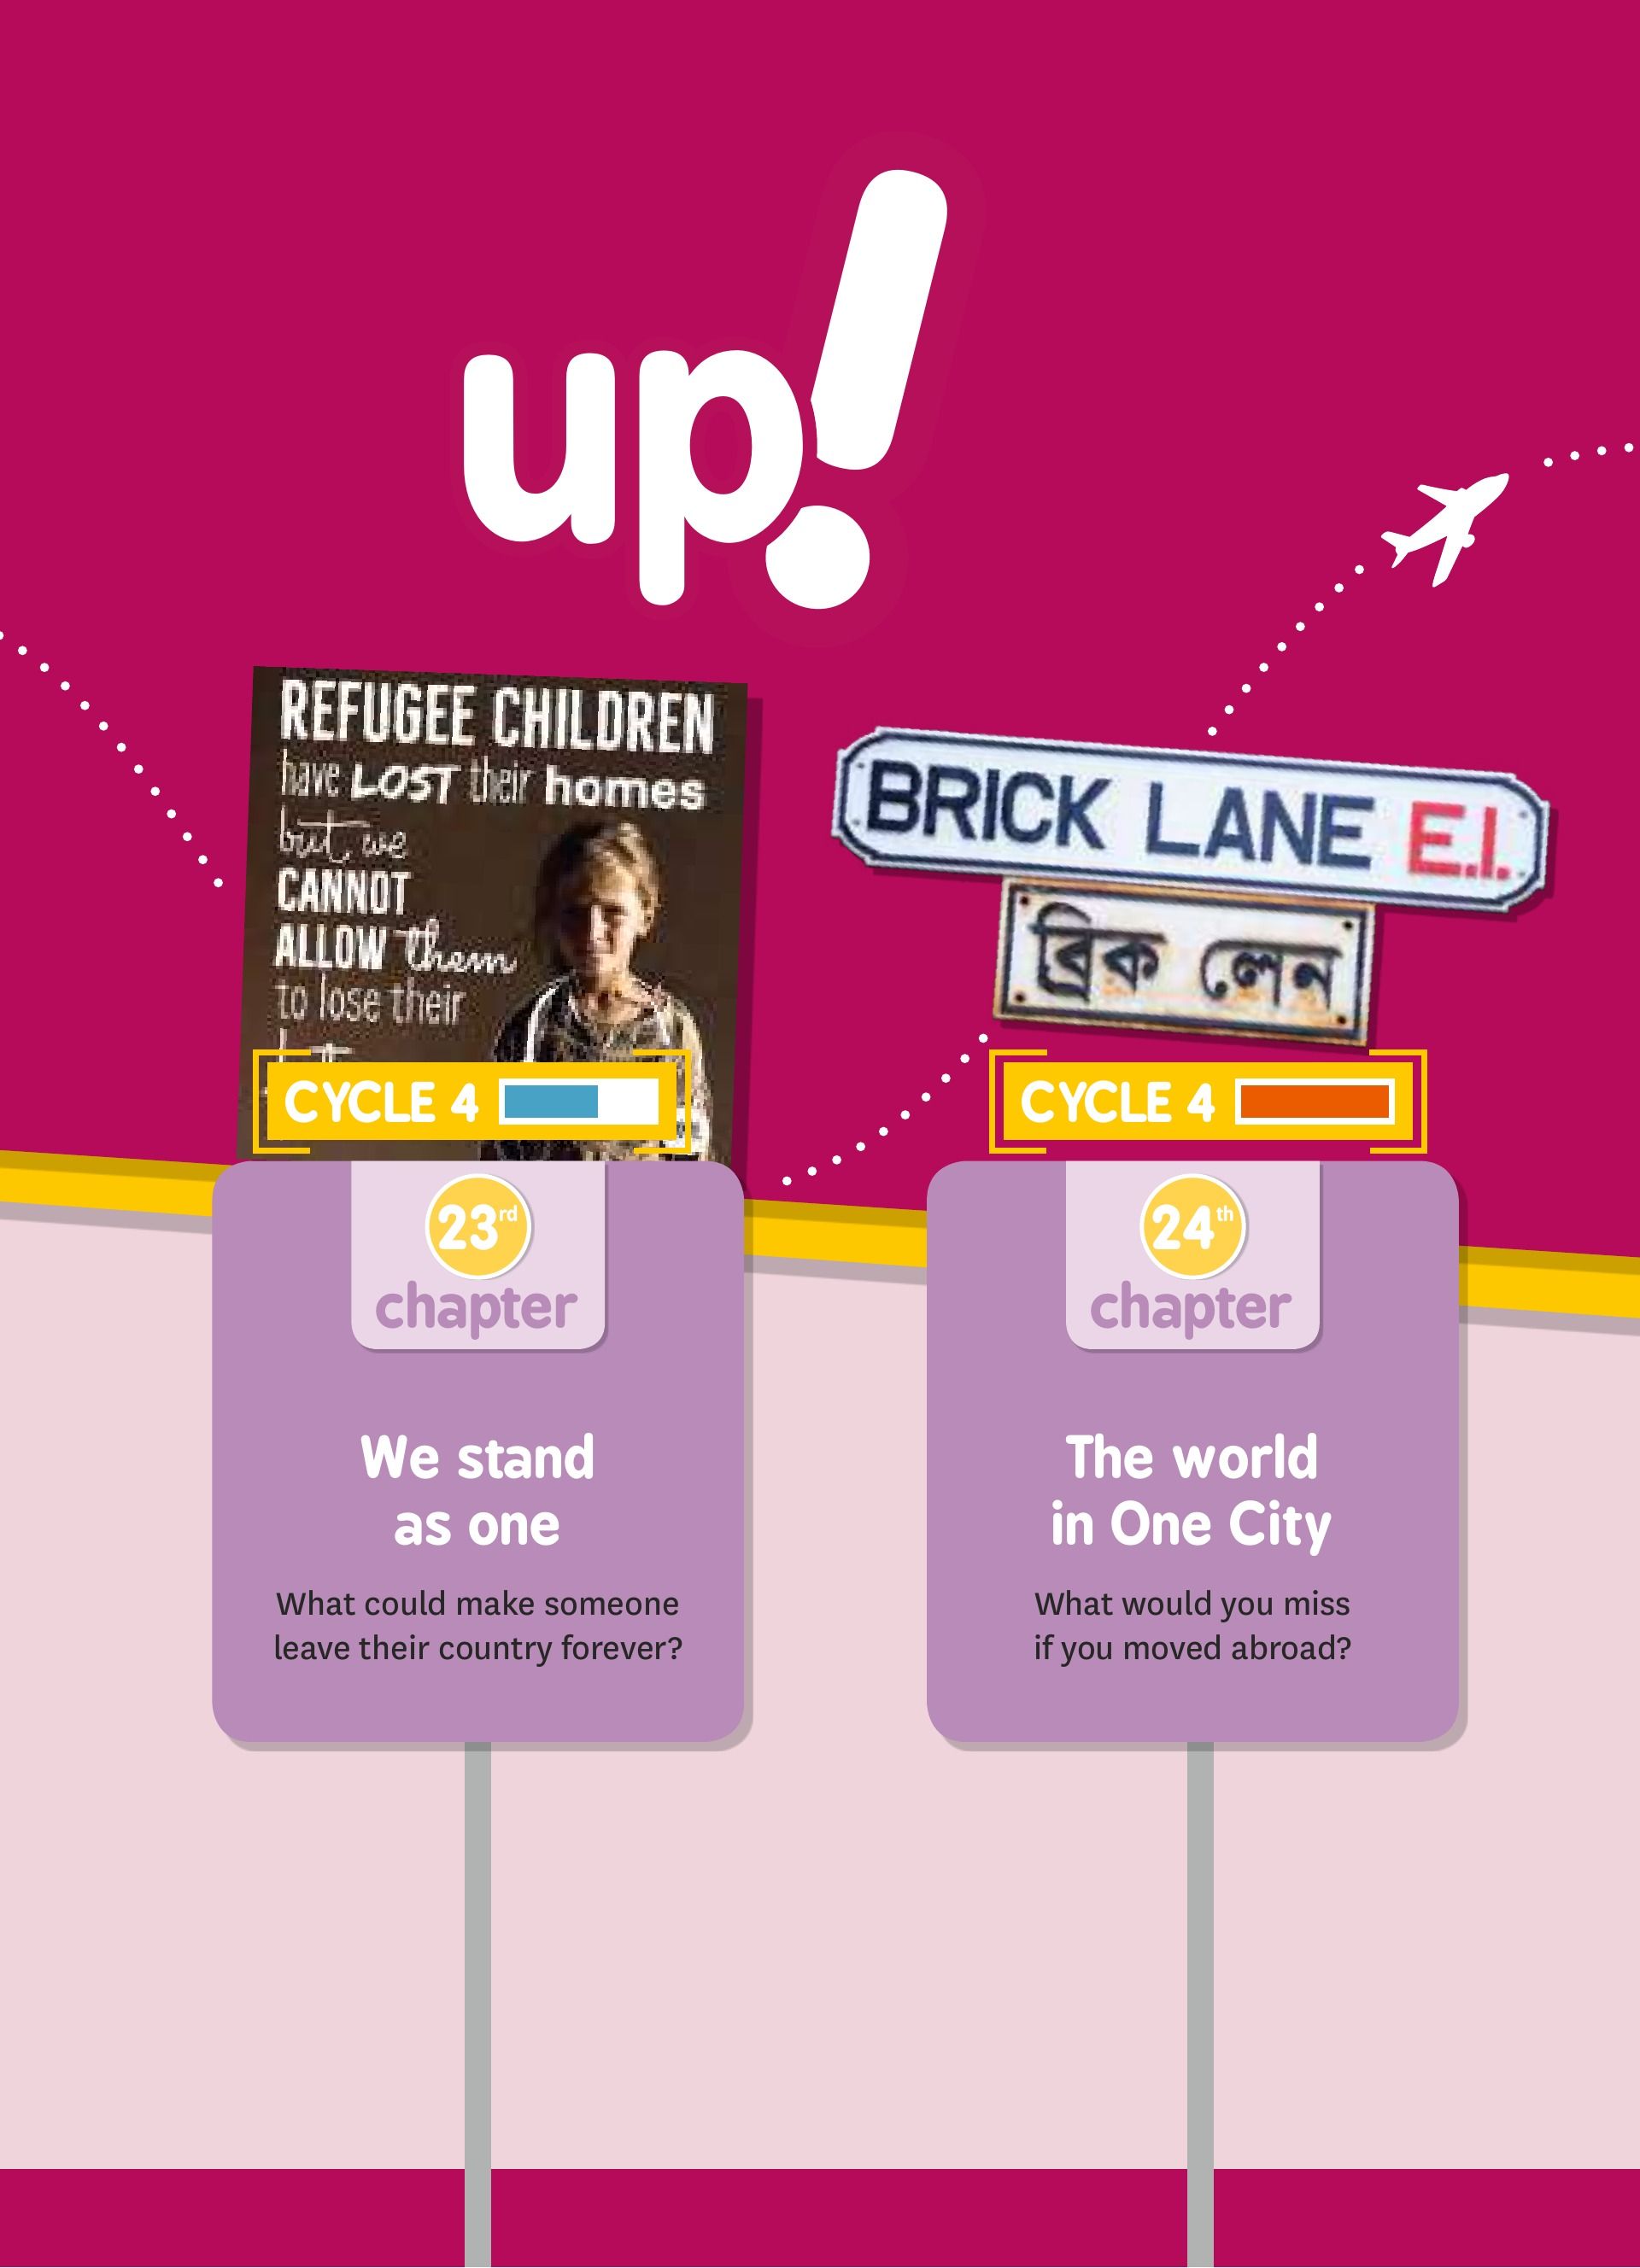 up!
REFUGEE CHILDREN
have LOST their homes
but we
CANNOT
ALLOW them
to lose their
CYCLE 4
23rd
chapter
We stand
as one
What could make someone
leave their country forever?
BRICK LANE E.I.
ব্রিক লেন
CYCLE 4
24th
chapter
The world
in One City
What would you miss
if you moved abroad?